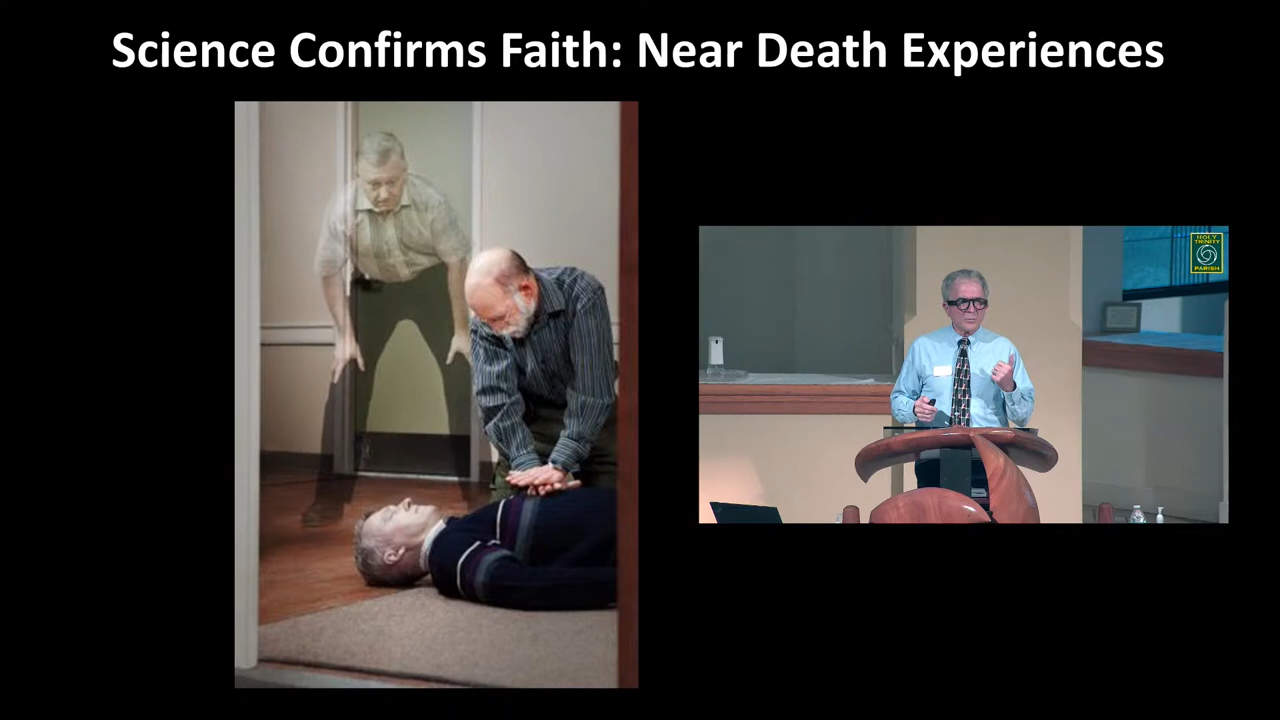 Science Confirms Faith: Near Death Experiences
HOLY
TRINITY
PARISH